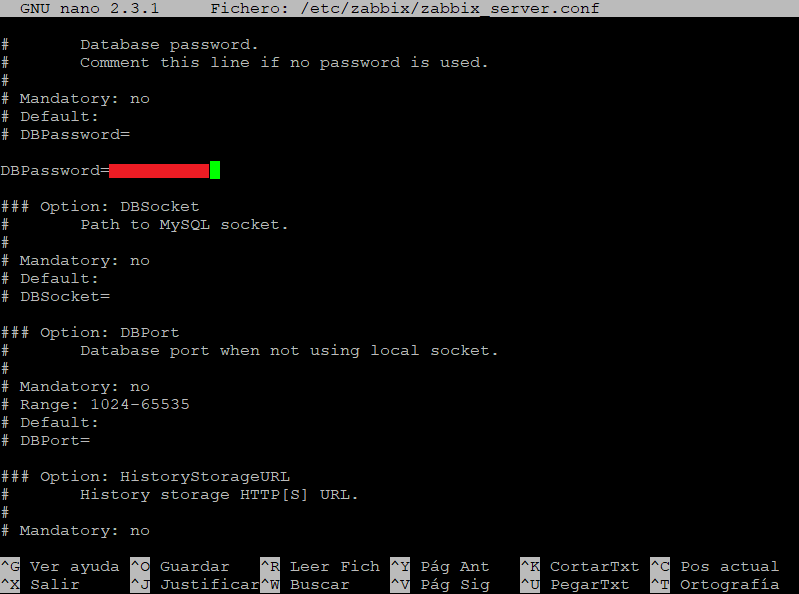 GNU nano 2.3.1 Fichero: /etc/zabbix/zabbix_server.conf
# Database password.
# Comment this line if no password is used.
#
# Mandatory: no
# Default:
# DBPassword=
DBPassword=
### Option: DBSocket
# Path to MySQL socket.
#
# Mandatory: no
# Default:
# DBSocket=
### Option: DBPort
# Database port when not using local socket.
#
# Mandatory: no
# Range: 1024-65535
# Default:
# DBPort=
### Option: HistoryStorageURL
# History storage HTTP[S] URL.
#
# Mandatory: no
^G Ver ayuda ^O Guardar ^R Leer Fich ^Y Pág Ant ^K CortarTxt ^C Pos actual
^X Salir ^J Justificar ^W Buscar ^V Pág Sig ^U PegarTxt ^T Ortografía